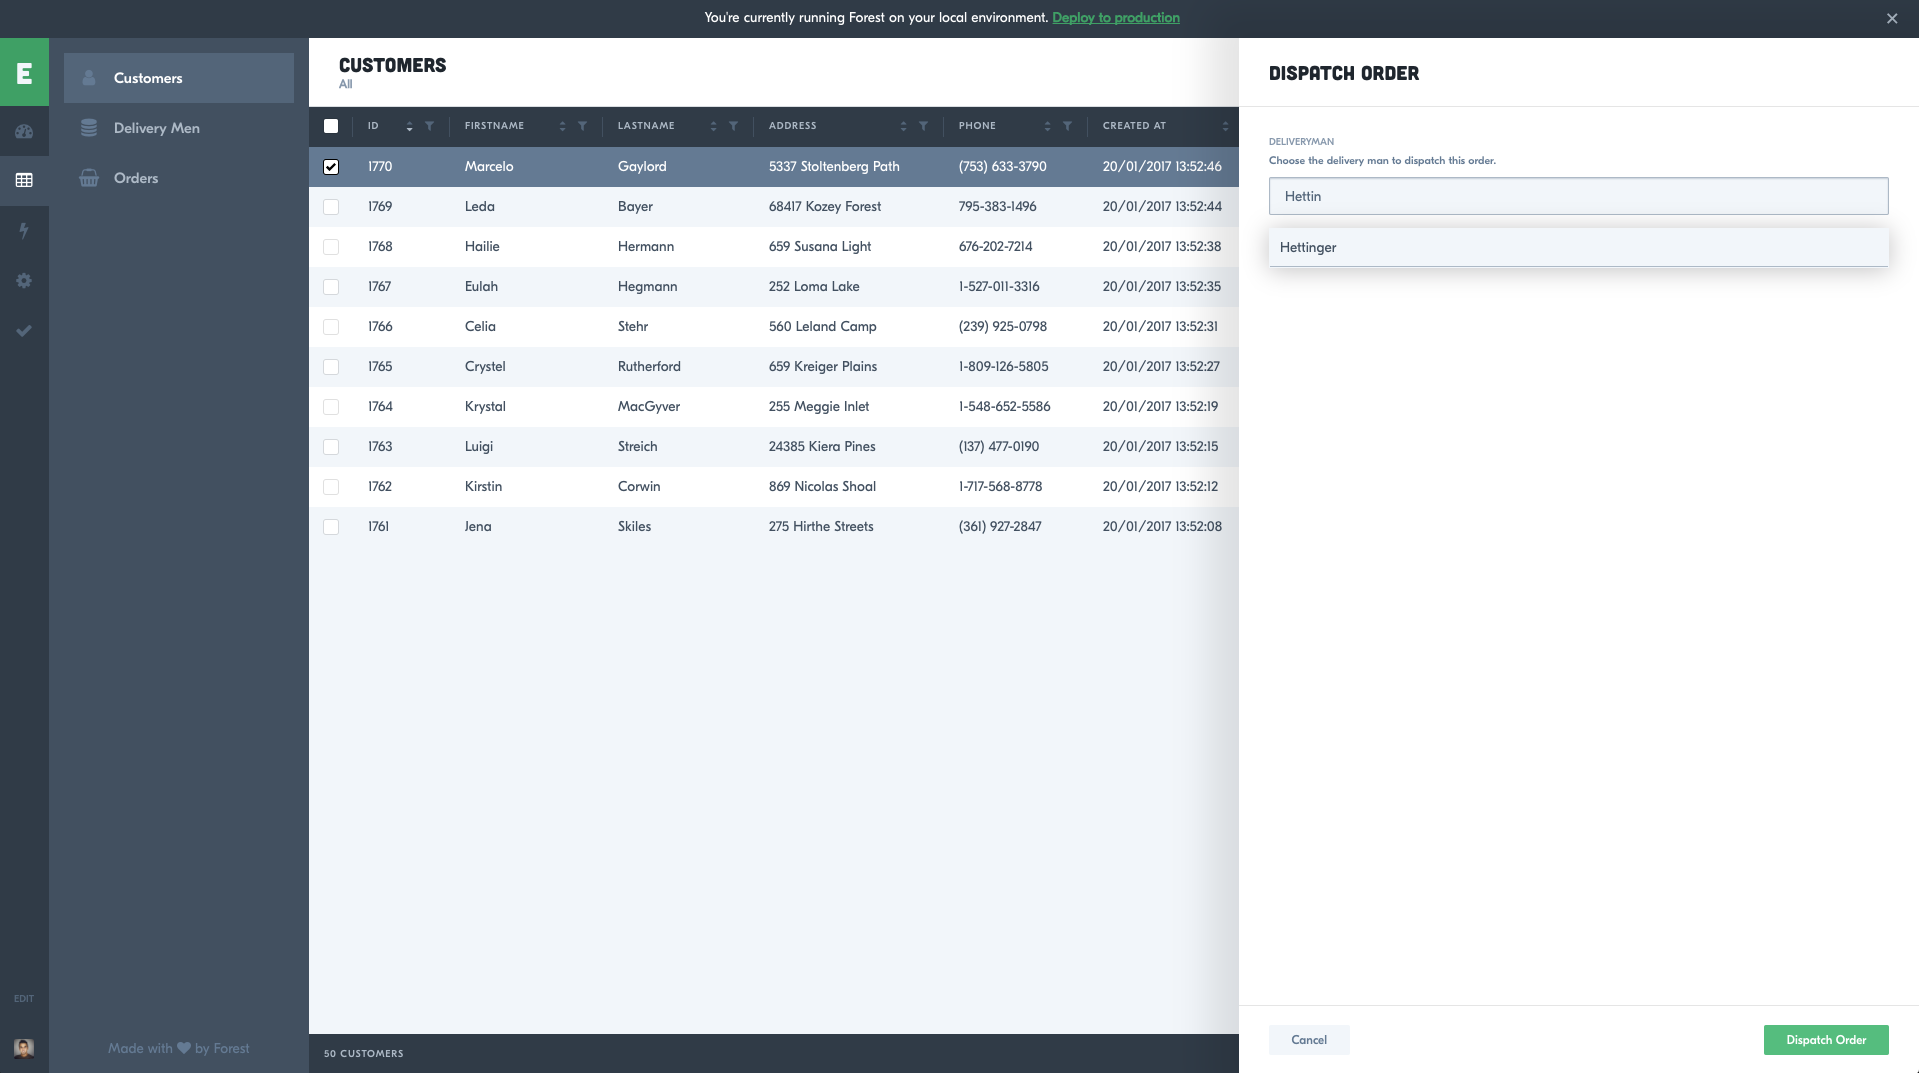 You're currently running Forest on your local environment. Deploy to production
E
Customers
Delivery Men
Orders
EDIT
Made with by Forest
CUSTOMERS
All
ID FIRSTNAME LASTNAME ADDRESS PHONE CREATED AT
1770 Marcelo Gaylord 5337 Stoltenberg Path (753) 633-3790 20/01/2017 13:52:46
1769 Leda Bayer 68417 Kozey Forest 795-383-1496 20/01/2017 13:52:44
1768 Hailie Hermann 659 Susana Light 676-202-7214 20/01/2017 13:52:38
1767 Eulah Hegmann 252 Loma Lake 1-527-011-3316 20/01/2017 13:52:35
1766 Celia Stehr 560 Leland Camp (239) 925-0798 20/01/2017 13:52:31
1765 Crystel Rutherford 659 Kreiger Plains 1-809-126-5805 20/01/2017 13:52:27
1764 Krystal MacGyver 255 Meggie Inlet 1-548-652-5586 20/01/2017 13:52:19
1763 Luigi Streich 24385 Kiera Pines (137) 477-0190 20/01/2017 13:52:15
1762 Kirstin Corwin 869 Nicolas Shoal 1-717-568-8778 20/01/2017 13:52:12
1761 Jena Skiles 275 Hirthe Streets (361) 927-2847 20/01/2017 13:52:08
50 CUSTOMERS
DISPATCH ORDER
DELIVERYMAN
Choose the delivery man to dispatch this order.
Hettin
Hettinger
Cancel
Dispatch Order